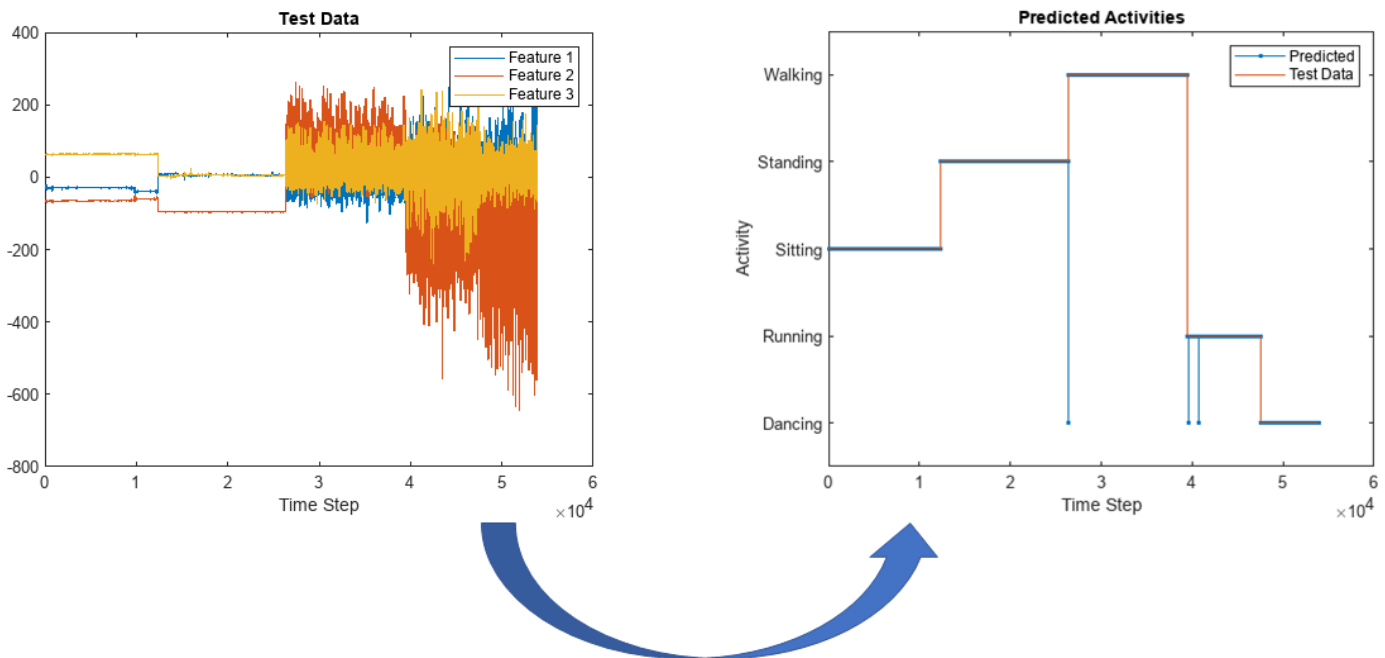 Test Data
400
200
0
-200
-400
-600
-800
Feature 1
Feature 2
Feature 3
0
1
2
3
4
5
6
Time Step
×10^4
Predicted Activities
Activity
Walking
Standing
Sitting
Running
Dancing
Predicted
Test Data
0
1
2
3
4
5
6
Time Step
×10^4